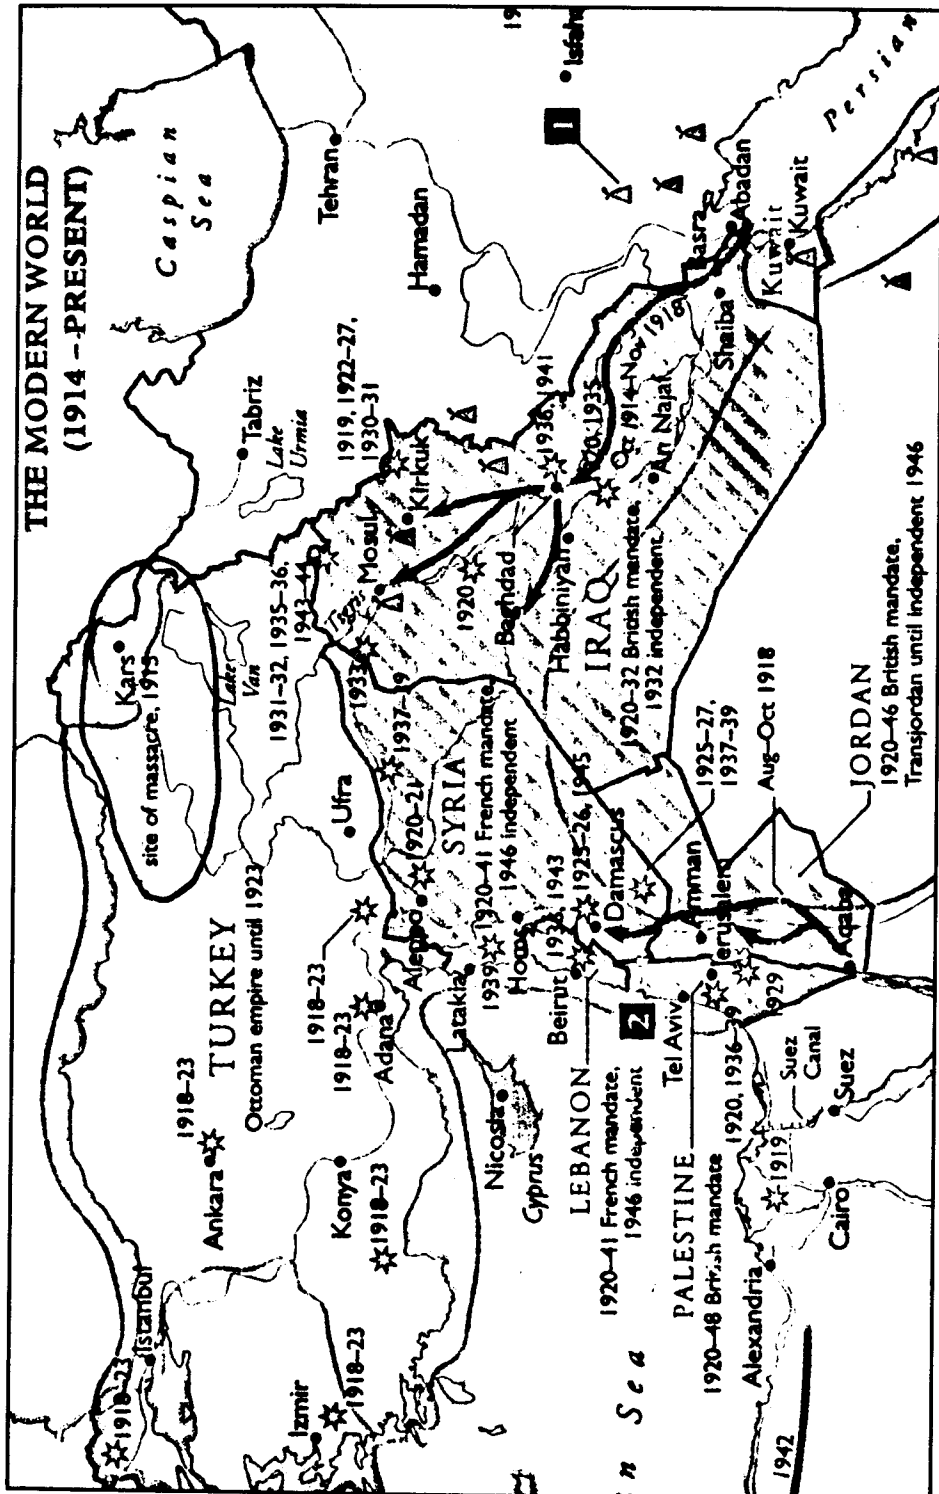 THE MODERN WORLD
(1914–PRESENT)
Caspian
Sea
Tehran
Hamadan
1
Persian
Tabriz
Lake
Urmia
1919, 1922–27,
1930–31
Kirkuk
Mosul
Tigris
Kars
site of massacre, 1915
Lake
Van
1931–32, 1935–36,
1943–44
1933
1937–39
Urfa
TURKEY
Ottoman empire until 1923
1918–23
1918–23
Adana
1918–23
Ankara
Konya
1918–23
Istanbul
1918–23
Izmir
1918–23
1920–21
Aleppo
SYRIA
1920–41 French mandate,
1946 independent
Latakia
1939
Homs
Nicosia
Cyprus
1936, 1943
Beirut
1925–26, 1945
Damascus
LEBANON
1920–41 French mandate,
1946 independent
2
Tel Aviv
Amman
Jerusalem
1925–27,
1937–39
Aug–Oct 1918
JORDAN
1920–46 British mandate,
Transjordan until independent 1946
Aqaba
1929
1920, 1936–39
PALESTINE
1920–48 British mandate
Suez
Canal
Suez
1919
Cairo
Alexandria
1942
Sea
1936, 1941
1920, 1935
1920
Baghdad
Habbiniyah
IRAQ
1920–32 British mandate,
1932 independent
Oct 1914–Nov 1918
An Najaf
Shaiba
Basra
Abadan
Kuwait
Kuwait